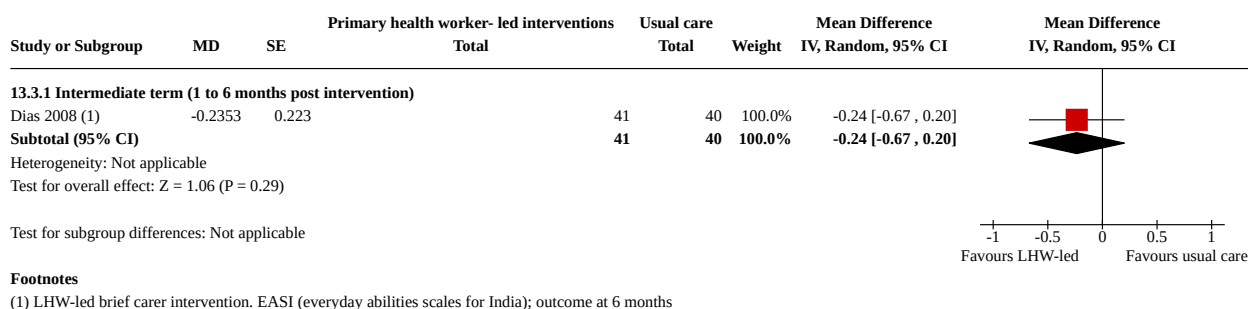 Primary health worker- led interventions Usual care Mean Difference Mean Difference
Study or Subgroup MD SE Total Total Weight IV, Random, 95% CI IV, Random, 95% CI
13.3.1 Intermediate term (1 to 6 months post intervention)
Dias 2008 (1) -0.2353 0.223 41 40 100.0% -0.24 [-0.67 , 0.20]
Subtotal (95% CI) 41 40 100.0% -0.24 [-0.67 , 0.20]
Heterogeneity: Not applicable
Test for overall effect: Z = 1.06 (P = 0.29)
Test for subgroup differences: Not applicable
-1 -0.5 0 0.5 1
Favours LHW-led Favours usual care
Footnotes
(1) LHW-led brief carer intervention. EASI (everyday abilities scales for India); outcome at 6 months